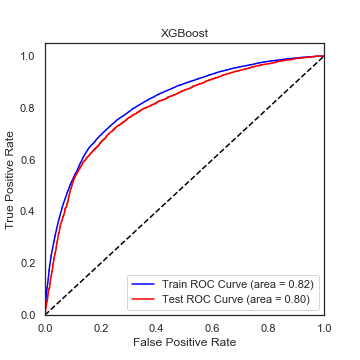 XGBoost
1.0
0.8
0.6
0.4
0.2
0.0
True Positive Rate
Train ROC Curve (area = 0.82)
Test ROC Curve (area = 0.80)
0.0 0.2 0.4 0.6 0.8 1.0
False Positive Rate